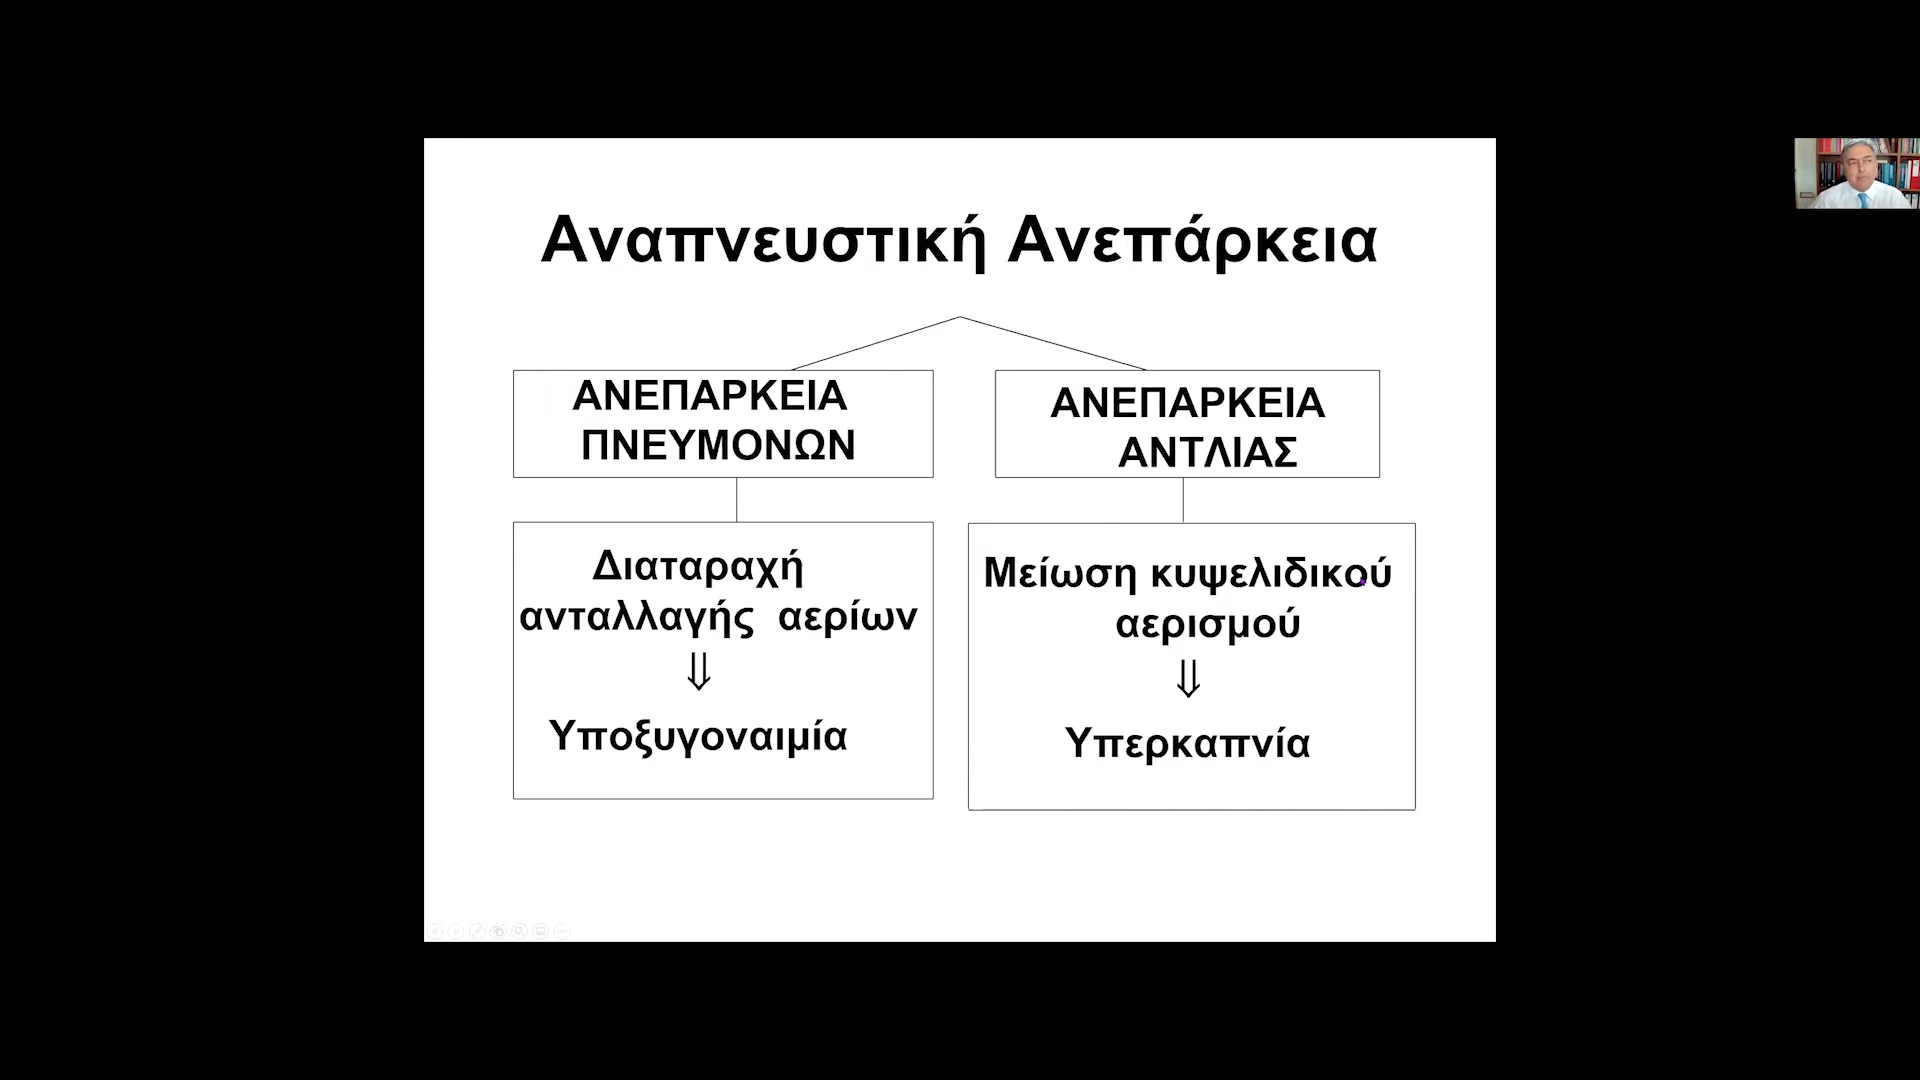 Αναπνευστική Ανεπάρκεια
ΑΝΕΠΑΡΚΕΙΑ
ΠΝΕΥΜΟΝΩΝ
ΑΝΕΠΑΡΚΕΙΑ
ΑΝΤΛΙΑΣ
Διαταραχή
ανταλλαγής αερίων
⇓
Υποξυγοναιμία
Μείωση κυψελιδικού
αερισμού
⇓
Υπερκαπνία